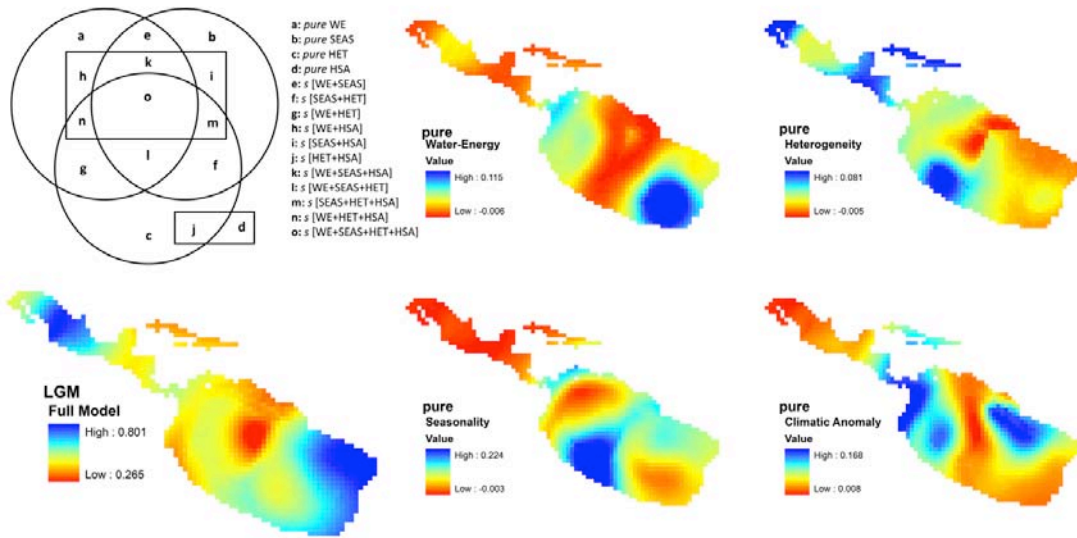 a
e
b
k
h
i
o
n
m
l
g
f
c
j
d
a: pure WE
b: pure SEAS
c: pure HET
d: pure HSA
e: s [WE+SEAS]
f: s [SEAS+HET]
g: s [WE+HET]
h: s [WE+HSA]
i: s [SEAS+HSA]
j: s [HET+HSA]
k: s [WE+SEAS+HSA]
l: s [WE+SEAS+HET]
m: s [SEAS+HET+HSA]
n: s [WE+HET+HSA]
o: s [WE+SEAS+HET+HSA]
pure
Water-Energy
Value
High : 0.115
Low : -0.006
pure
Heterogeneity
Value
High : 0.081
Low : -0.005
LGM
Full Model
High : 0.801
Low : 0.265
pure
Seasonality
Value
High : 0.224
Low : -0.003
pure
Climatic Anomaly
Value
High : 0.168
Low : 0.008